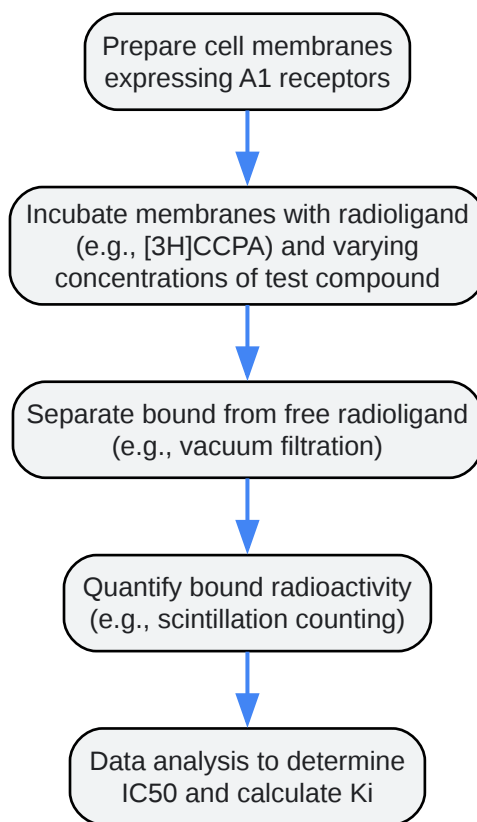 Prepare cell membranes
expressing A1 receptors
Incubate membranes with radioligand
(e.g., [3H]CCPA) and varying
concentrations of test compound
Separate bound from free radioligand
(e.g., vacuum filtration)
Quantify bound radioactivity
(e.g., scintillation counting)
Data analysis to determine
IC50 and calculate Ki